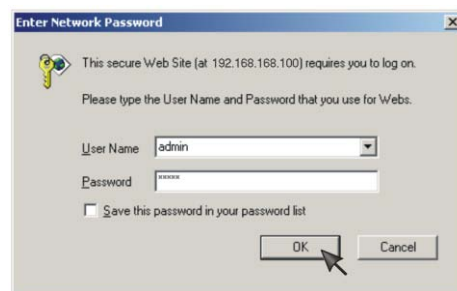 Enter Network Password
This secure Web Site (at 192.168.168.100) requires you to log on.
Please type the User Name and Password that you use for Webs.
User Name admin
Password *****
Save this password in your password list
OK Cancel